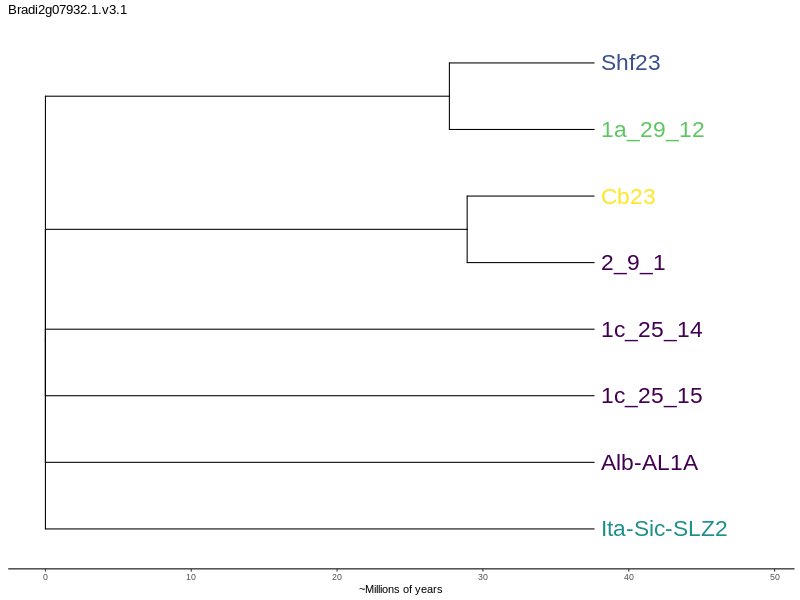 Bradi2g07932.1.v3.1
Shf23
1a_29_12
Cb23
2_9_1
1c_25_14
1c_25_15
Alb-AL1A
Ita-Sic-SLZ2
0 10 20 30 40 50
~Millions of years